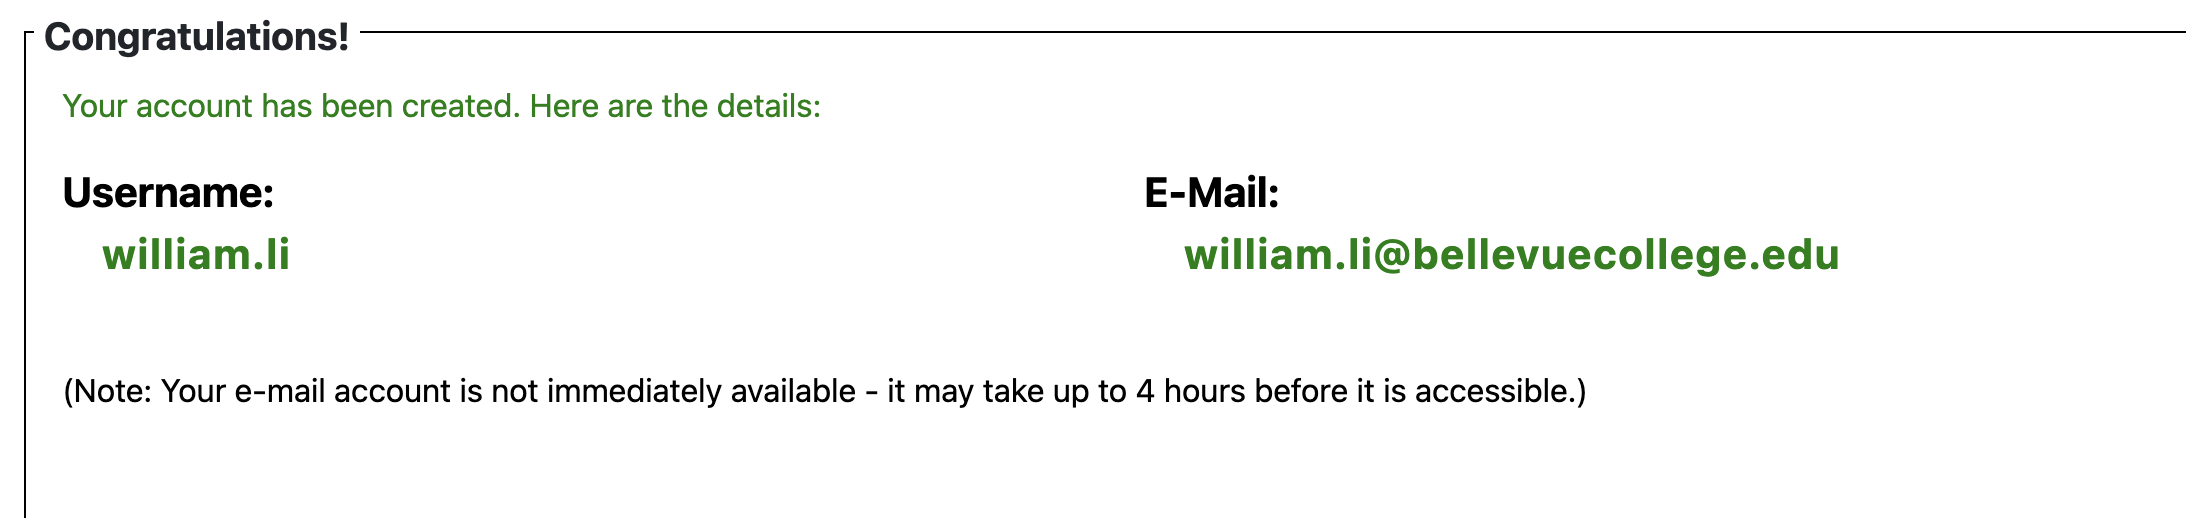 Congratulations!
Your account has been created. Here are the details:
Username:
william.li
E-Mail:
william.li@bellevuecollege.edu
(Note: Your e-mail account is not immediately available - it may take up to 4 hours before it is accessible.)